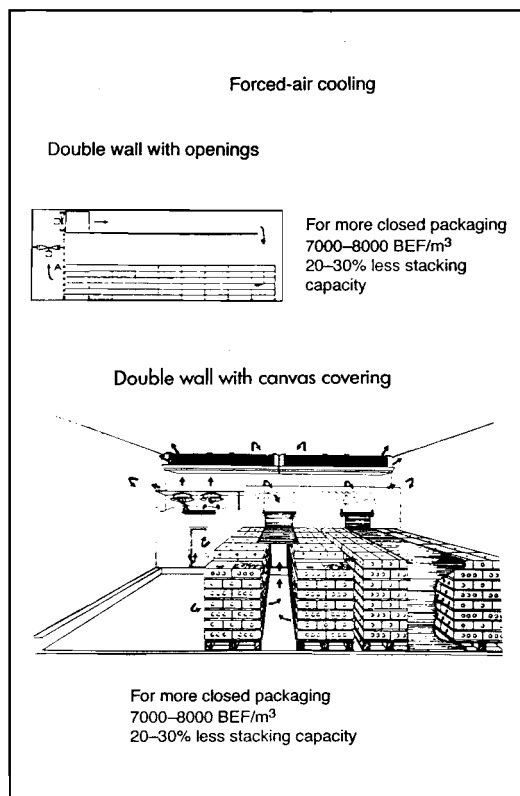 Forced-air cooling
Double wall with openings
A
For more closed packaging
7000–8000 BEF/m³
20–30% less stacking
capacity
Double wall with canvas covering
For more closed packaging
7000–8000 BEF/m³
20–30% less stacking capacity